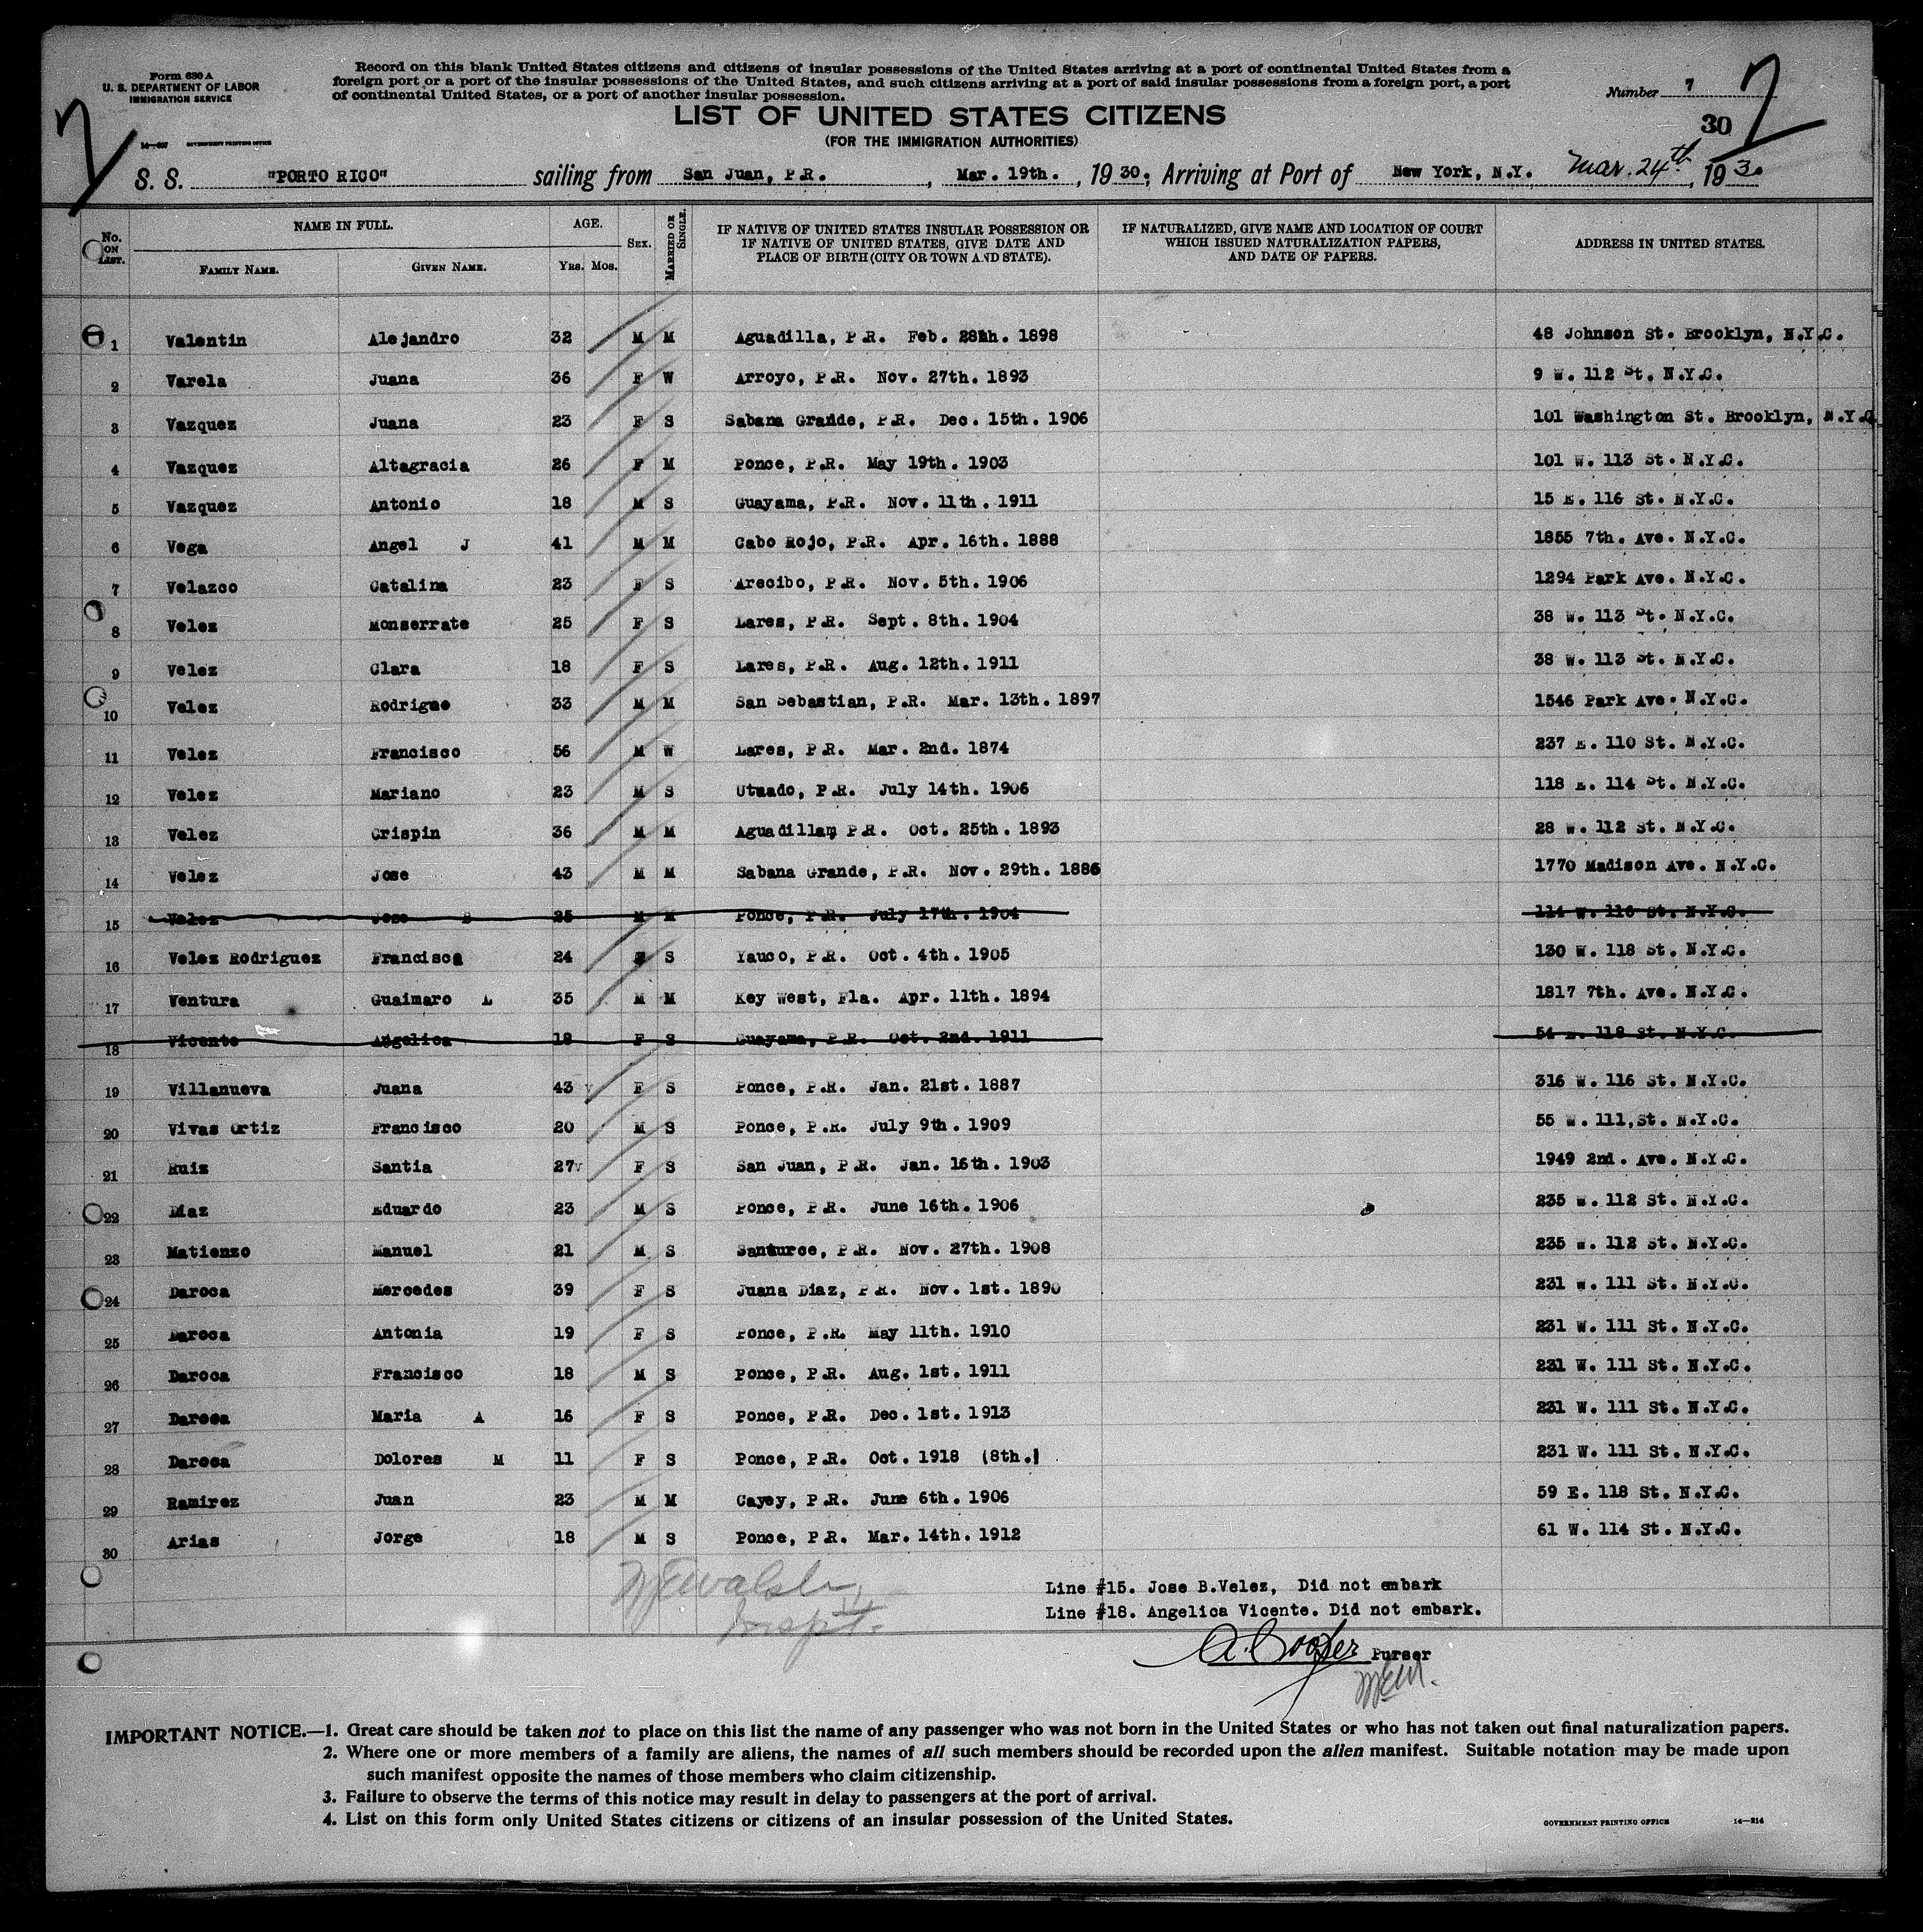 Form 630 A
U. S. DEPARTMENT OF LABOR
IMMIGRATION SERVICE
Record on this blank United States citizens and citizens of insular possessions of the United States arriving at a port of continental United States from a
foreign port or a port of the insular possessions of the United States, and such citizens arriving at a port of said insular possessions from a foreign port, a port
of continental United States, or a port of another insular possession.
Number 7
LIST OF UNITED STATES CITIZENS
(FOR THE IMMIGRATION AUTHORITIES)
30
GOVERNMENT PRINTING OFFICE
S. S. "PORTO RICO" sailing from San Juan, P.R. , Mar. 19th. , 19 30; Arriving at Port of New York, N.Y. Mar. 24th , 19 30
No. ON LIST. NAME IN FULL. AGE. SEX. MARRIED OR SINGLE. IF NATIVE OF UNITED STATES INSULAR POSSESSION OR IF NATIVE OF UNITED STATES, GIVE DATE AND PLACE OF BIRTH (CITY OR TOWN AND STATE). IF NATURALIZED, GIVE NAME AND LOCATION OF COURT WHICH ISSUED NATURALIZATION PAPERS, AND DATE OF PAPERS. ADDRESS IN UNITED STATES.
FAMILY NAME. GIVEN NAME. YRS. MOS.
1 Valentin Alejandro 32 M M Aguadilla, P.R. Feb. 28th. 1898 48 Johnson St. Brooklyn, N.Y.C.
2 Varela Juana 36 F W Arroyo, P.R. Nov. 27th. 1893 9 W. 112 St. N.Y.C.
3 Vazquez Juana 23 F S Sabana Grande, P.R. Dec. 15th. 1906 101 Washington St. Brooklyn, N.Y.C
4 Vazquez Altagracia 26 F M Ponce, P.R. May 19th. 1903 101 W. 113 St. N.Y.C.
5 Vazquez Antonio 18 M S Guayama, P.R. Nov. 11th. 1911 15 E. 116 St. N.Y.C.
6 Vega Angel J 41 M M Cabo Rojo, P.R. Apr. 16th. 1888 1855 7th. Ave. N.Y.C.
7 Velazco Catalina 23 F S Arecibo, P.R. Nov. 5th. 1906 1294 Park Ave. N.Y.C.
8 Velez Monserrate 25 F S Lares, P.R. Sept. 8th. 1904 38 W. 113 St. N.Y.C.
9 Velez Clara 18 F S Lares, P.R. Aug. 12th. 1911 38 W. 113 St. N.Y.C.
10 Velez Rodrigue 33 M M San Sebastian, P.R. Mar. 13th. 1897 1546 Park Ave. N.Y.C.
11 Velez Francisco 56 M W Lares, P.R. Mar. 2nd. 1874 237 E. 110 St. N.Y.C.
12 Velez Mariano 23 M S Utuado, P.R. July 14th. 1906 118 E. 114 St. N.Y.C.
13 Velez Crispin 36 M M Aguadilla, P.R. Oct. 25th. 1893 28 W. 112 St. N.Y.C.
14 Velez Jose 43 M M Sabana Grande, P.R. Nov. 29th. 1886 1770 Madison Ave. N.Y.C.
15 Velez Jose B 25 M M Ponce, P.R. July 17th. 1904 114 W. 116 St. N.Y.C.
16 Velez Rodriguez Francisca 24 S Yauco, P.R. Oct. 4th. 1905 130 W. 118 St. N.Y.C.
17 Ventura Guaimaro L 35 M M Key West, Fla. Apr. 11th. 1894 1817 7th. Ave. N.Y.C.
18 Vicente Angelica 18 F S Guayama, P.R. Oct. 2nd. 1911 54 E. 118 St. N.Y.C.
19 Villanueva Juana 43 F S Ponce, P.R. Jan. 21st. 1887 316 W. 116 St. N.Y.C.
20 Vivas Ortiz Francisco 20 M S Ponce, P.R. July 9th. 1909 55 W. 111, St. N.Y.C.
21 Ruiz Santia 27 F S San Juan, P.R. Jan. 16th. 1903 1949 2nd. Ave. N.Y.C.
22 Diaz Eduardo 23 M S Ponce, P.R. June 16th. 1906 235 W. 112 St. N.Y.C.
23 Matienzo Manuel 21 M S Santurce, P.R. Nov. 27th. 1908 235 W. 112 St. N.Y.C.
24 Daroca Mercedes 39 F S Juana Diaz, P.R. Nov. 1st. 1890 231 W. 111 St. N.Y.C.
25 Daroca Antonia 19 F S Ponce, P.R. May 11th. 1910 231 W. 111 St. N.Y.C.
26 Daroca Francisco 18 M S Ponce, P.R. Aug. 1st. 1911 231 W. 111 St. N.Y.C.
27 Daroca Maria A 16 F S Ponce, P.R. Dec. 1st. 1913 231 W. 111 St. N.Y.C.
28 Daroca Dolores M 11 F S Ponce, P.R. Oct. 1918 (8th.) 231 W. 111 St. N.Y.C.
29 Ramirez Juan 23 M M Cayey, P.R. June 6th. 1906 59 E. 118 St. N.Y.C.
30 Arias Jorge 18 M S Ponce, P.R. Mar. 14th. 1912 61 W. 114 St. N.Y.C.
MEWalsh
Inspt.
Line #15. Jose B.Velez, Did not embark
Line #18. Angelica Vicente. Did not embark.
A. Cooper Purser
MEW.
IMPORTANT NOTICE.—1. Great care should be taken not to place on this list the name of any passenger who was not born in the United States or who has not taken out final naturalization papers.
2. Where one or more members of a family are aliens, the names of all such members should be recorded upon the alien manifest. Suitable notation may be made upon
such manifest opposite the names of those members who claim citizenship.
3. Failure to observe the terms of this notice may result in delay to passengers at the port of arrival.
4. List on this form only United States citizens or citizens of an insular possession of the United States.
GOVERNMENT PRINTING OFFICE 14—214